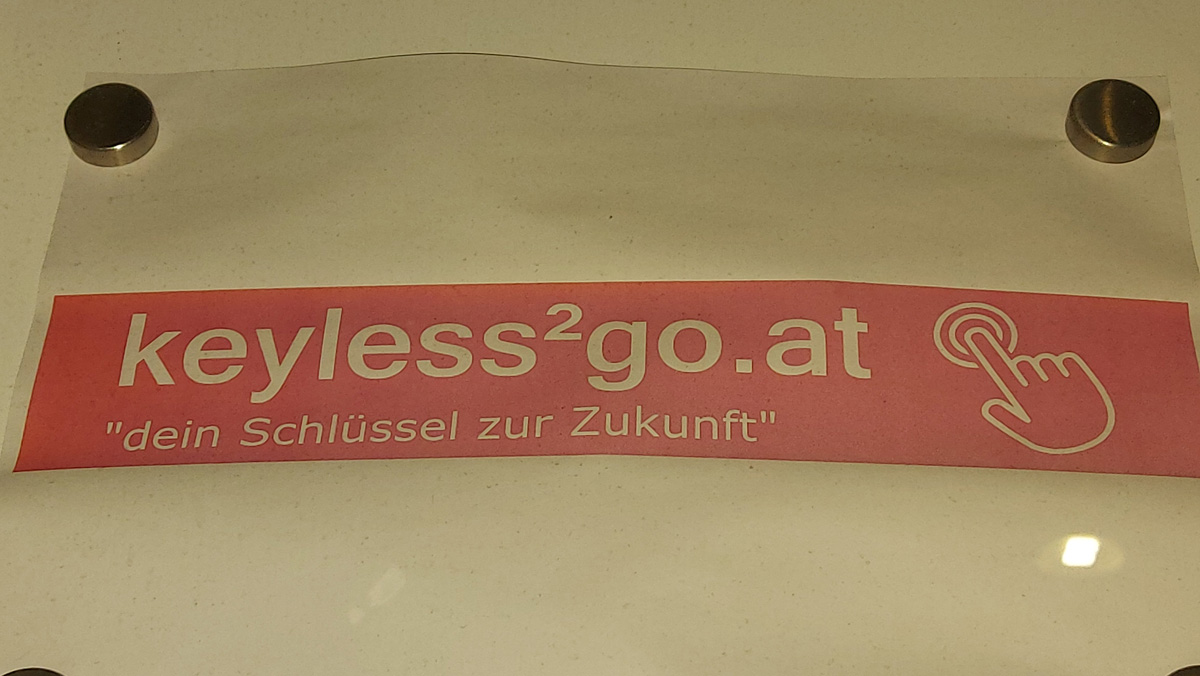 keyless²go.at
"dein Schlüssel zur Zukunft"